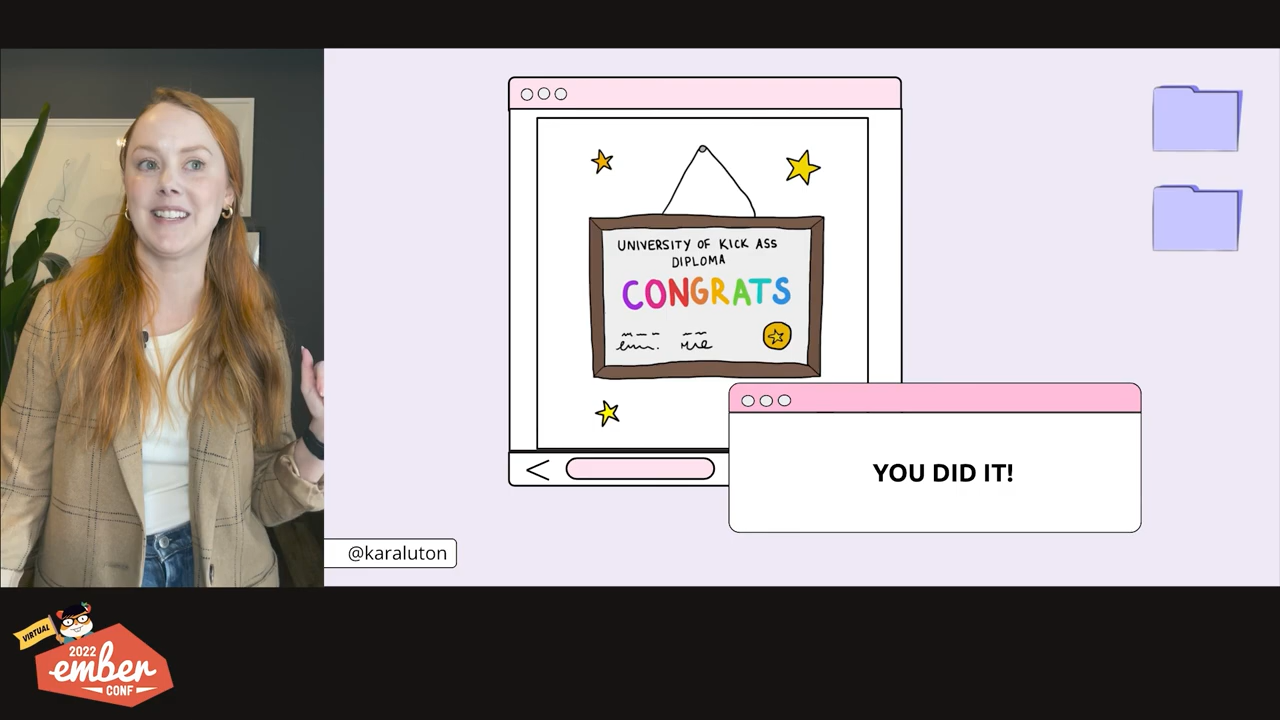 UNIVERSITY OF KICK ASS
DIPLOMA
CONGRATS
YOU DID IT!
@karaluton
VIRTUAL
2022
ember
CONF